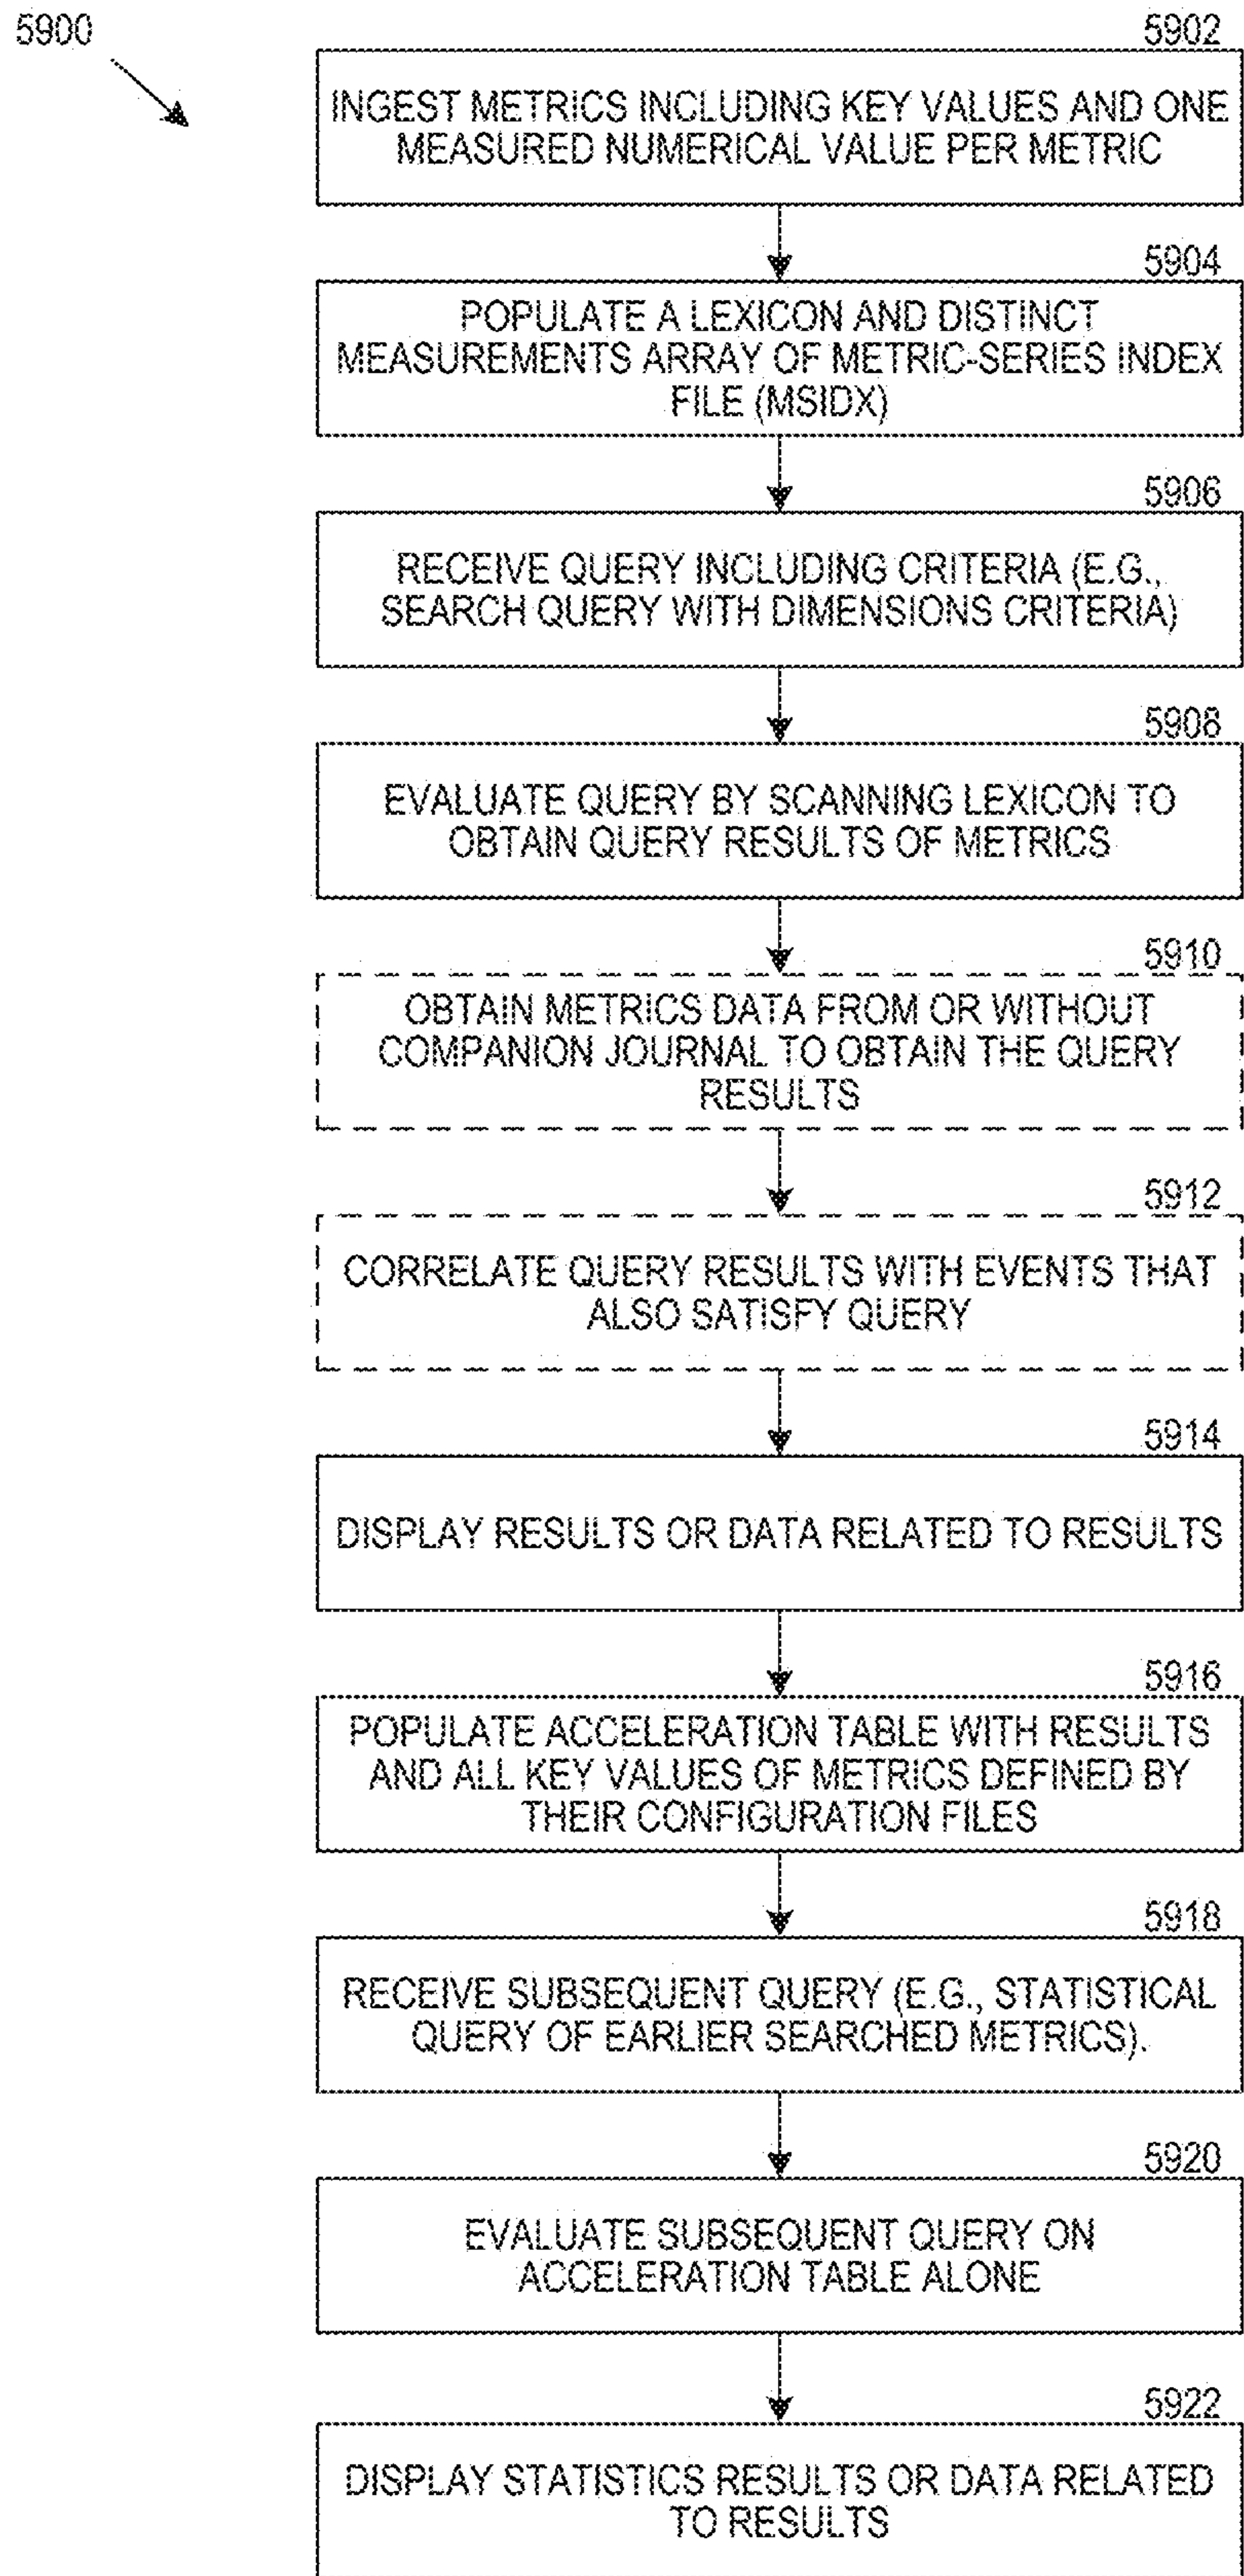 5900
5902
INGEST METRICS INCLUDING KEY VALUES AND ONE
MEASURED NUMERICAL VALUE PER METRIC
5904
POPULATE A LEXICON AND DISTINCT
MEASUREMENTS ARRAY OF METRIC-SERIES INDEX
FILE (MSIDX)
5906
RECEIVE QUERY INCLUDING CRITERIA (E.G.,
SEARCH QUERY WITH DIMENSIONS CRITERIA)
5908
EVALUATE QUERY BY SCANNING LEXICON TO
OBTAIN QUERY RESULTS OF METRICS
5910
OBTAIN METRICS DATA FROM OR WITHOUT
COMPANION JOURNAL TO OBTAIN THE QUERY
RESULTS
5912
CORRELATE QUERY RESULTS WITH EVENTS THAT
ALSO SATISFY QUERY
5914
DISPLAY RESULTS OR DATA RELATED TO RESULTS
5916
POPULATE ACCELERATION TABLE WITH RESULTS
AND ALL KEY VALUES OF METRICS DEFINED BY
THEIR CONFIGURATION FILES
5918
RECEIVE SUBSEQUENT QUERY (E.G., STATISTICAL
QUERY OF EARLIER SEARCHED METRICS).
5920
EVALUATE SUBSEQUENT QUERY ON
ACCELERATION TABLE ALONE
5922
DISPLAY STATISTICS RESULTS OR DATA RELATED
TO RESULTS